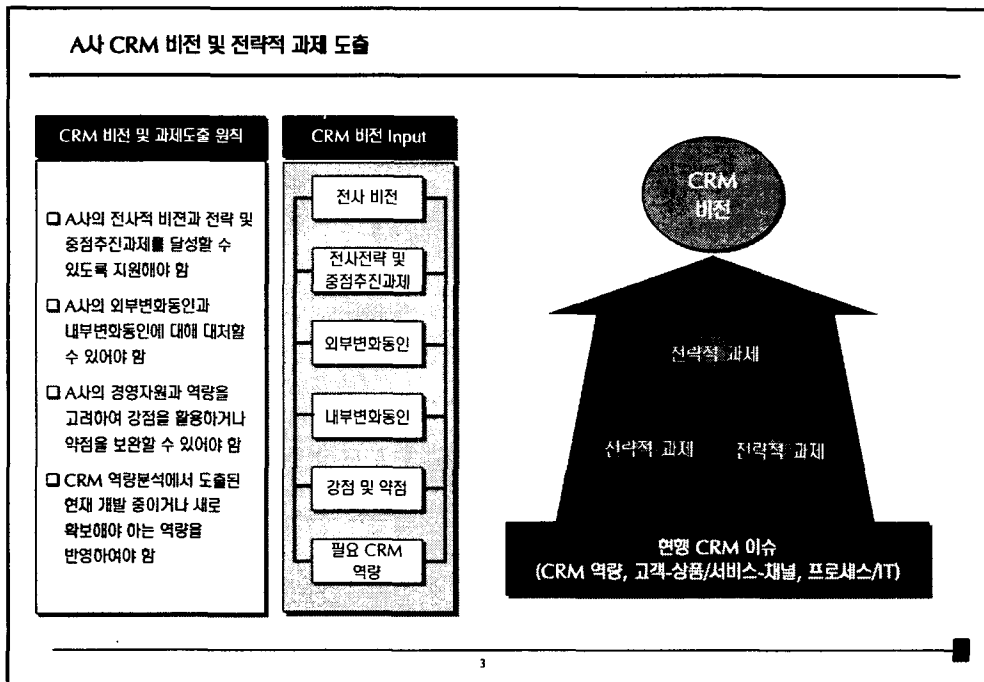 A사 CRM 비전 및 전략적 과제 도출
CRM 비전 및 과제도출 원칙
❑ A사의 전사적 비젼과 전략 및
중점추진과제를 달성할 수
있도록 지원해야 함
❑ A사의 외부변화동인과
내부변화동인에 대해 대처할
수 있어야 함
❑ A사의 경영자원과 역량을
고려하여 강점을 활용하거나
약점을 보완할 수 있어야 함
❑ CRM 역량분석에서 도출된
현재 개발 중이거나 새로
확보해야 하는 역량을
반영하여야 함
CRM 비전 Input
전사 비전
전사전략 및
중점추진과제
외부변화동인
내부변화동인
강점 및 약점
필요 CRM
역량
CRM
비전
전략적 과제
전략적 과제 전략적 과제
현행 CRM 이슈
(CRM 역량, 고객-상품/서비스-채널, 프로세스/IT)
3